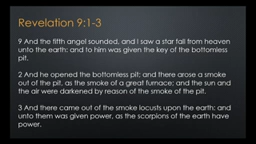 Revelation 9:1-3
9 And the fifth angel sounded, and I saw a star fall from heaven
unto the earth: and to him was given the key of the bottomless
pit.
2 And he opened the bottomless pit; and there arose a smoke
out of the pit, as the smoke of a great furnace; and the sun and
the air were darkened by reason of the smoke of the pit.
3 And there came out of the smoke locusts upon the earth: and
unto them was given power, as the scorpions of the earth have
power.